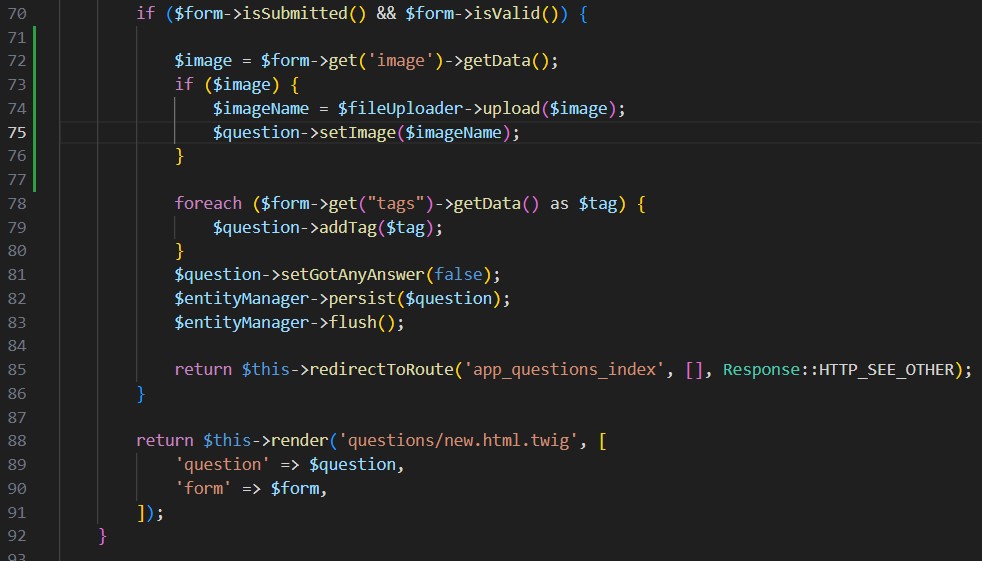 70 if ($form->isSubmitted() && $form->isValid()) {
71
72 $image = $form->get('image')->getData();
73 if ($image) {
74 $imageName = $fileUploader->upload($image);
75 $question->setImage($imageName);
76 }
77
78 foreach ($form->get("tags")->getData() as $tag) {
79 $question->addTag($tag);
80 }
81 $question->setGotAnyAnswer(false);
82 $entityManager->persist($question);
83 $entityManager->flush();
84
85 return $this->redirectToRoute('app_questions_index', [], Response::HTTP_SEE_OTHER);
86 }
87
88 return $this->render('questions/new.html.twig', [
89 'question' => $question,
90 'form' => $form,
91 ]);
92 }
93